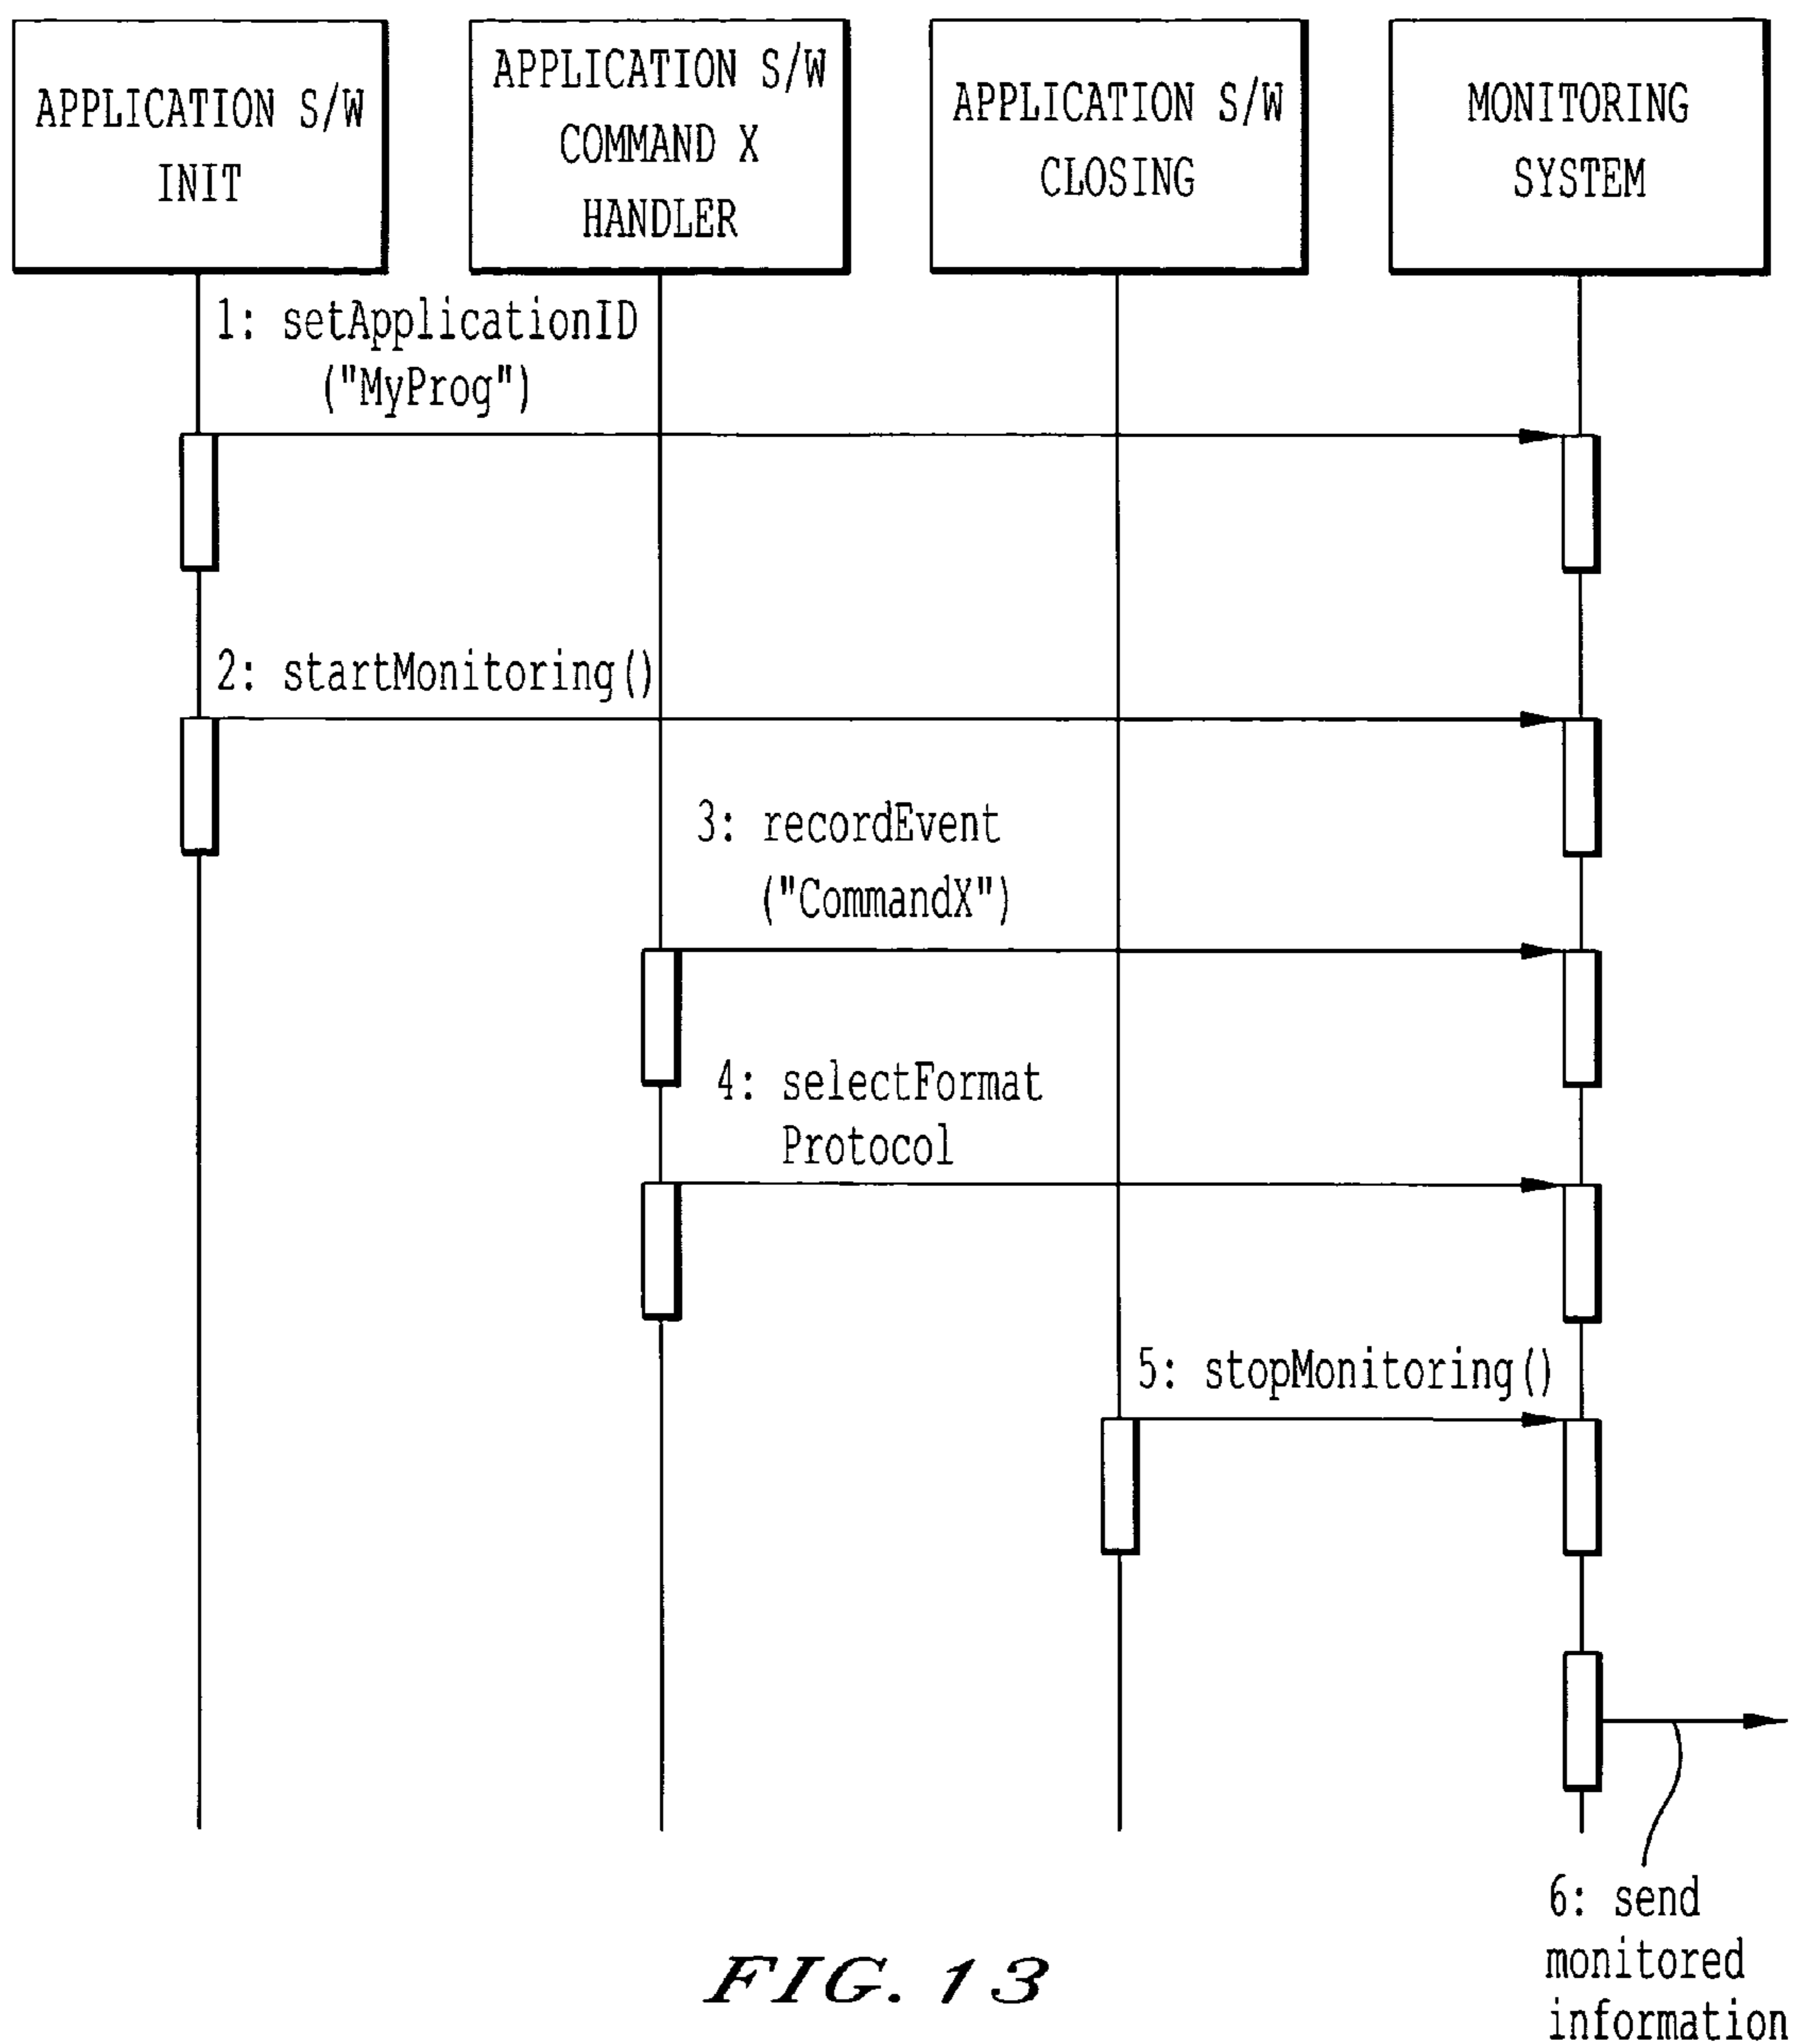 APPLICATION S/W
INIT
APPLICATION S/W
COMMAND X
HANDLER
APPLICATION S/W
CLOSING
MONITORING
SYSTEM
1: setApplicationID
("MyProg")
2: startMonitoring()
3: recordEvent
("CommandX")
4: selectFormat
Protocol
5: stopMonitoring()
6: send
monitored
information
FIG. 13